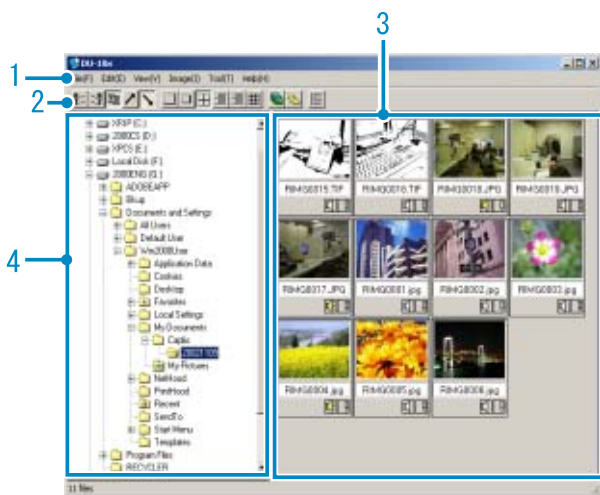 3
DU-10x
1
File(F) Edit(E) View(V) Image(I) Tool(T) Help(H)
2
4
XPHP (C:)
2000CS (D:)
XPCS (E:)
Local Disk (F:)
2000ENG (G:)
ADOBEAPP
Bkup
Documents and Settings
All Users
Default User
Win2000User
Application Data
Cookies
Desktop
Favorites
Local Settings
My Documents
Caplio
My Pictures
NetHood
PrintHood
Recent
SendTo
Start Menu
Templates
Program Files
RECYCLER
RIMG0015.TIF RIMG0016.TIF RIMG0018.JPG RIMG0019.JPG
RIMG0017.JPG RIMG0001.jpg RIMG0002.jpg RIMG0003.jpg
RIMG0004.jpg RIMG0005.jpg RIMG0006.jpg
11 files